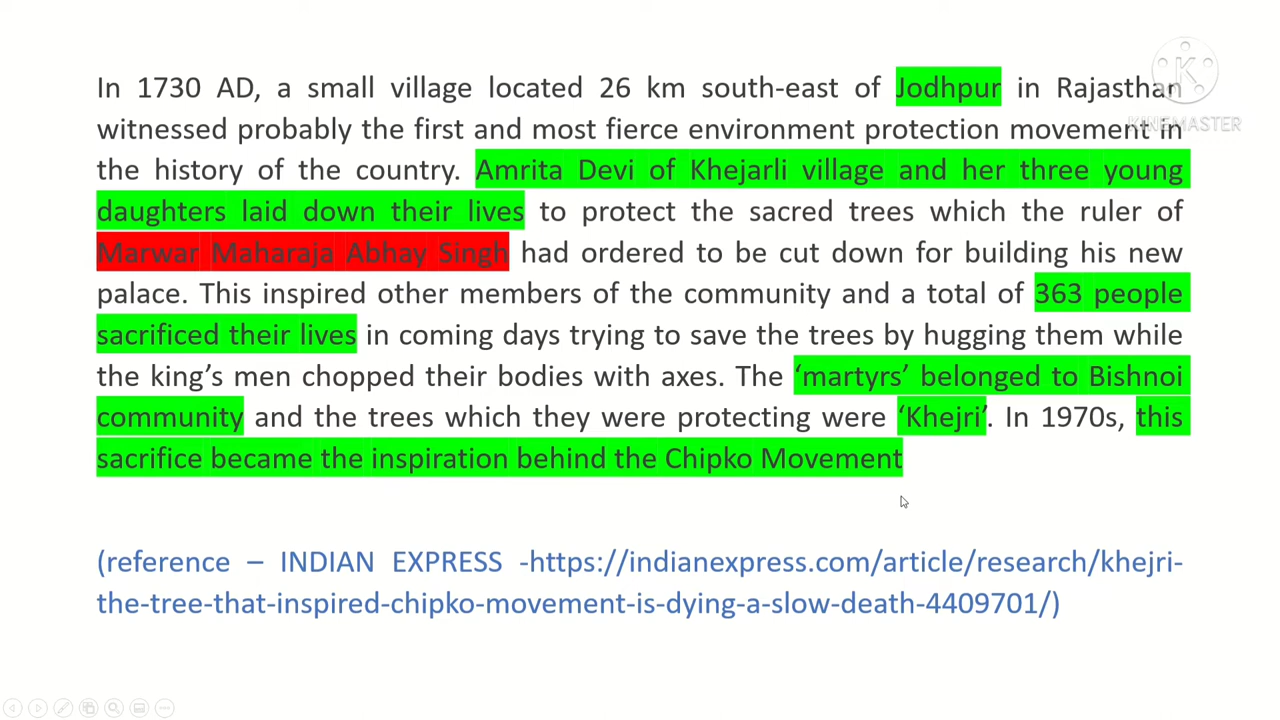 In 1730 AD, a small village located 26 km south-east of Jodhpur in Rajasthan
witnessed probably the first and most fierce environment protection movement in
the history of the country. Amrita Devi of Khejarli village and her three young
daughters laid down their lives to protect the sacred trees which the ruler of
Marwar Maharaja Abhay Singh had ordered to be cut down for building his new
palace. This inspired other members of the community and a total of 363 people
sacrificed their lives in coming days trying to save the trees by hugging them while
the king’s men chopped their bodies with axes. The ‘martyrs’ belonged to Bishnoi
community and the trees which they were protecting were ‘Khejri’. In 1970s, this
sacrifice became the inspiration behind the Chipko Movement
(reference – INDIAN EXPRESS -https://indianexpress.com/article/research/khejri-
the-tree-that-inspired-chipko-movement-is-dying-a-slow-death-4409701/)
K
KINEMASTER